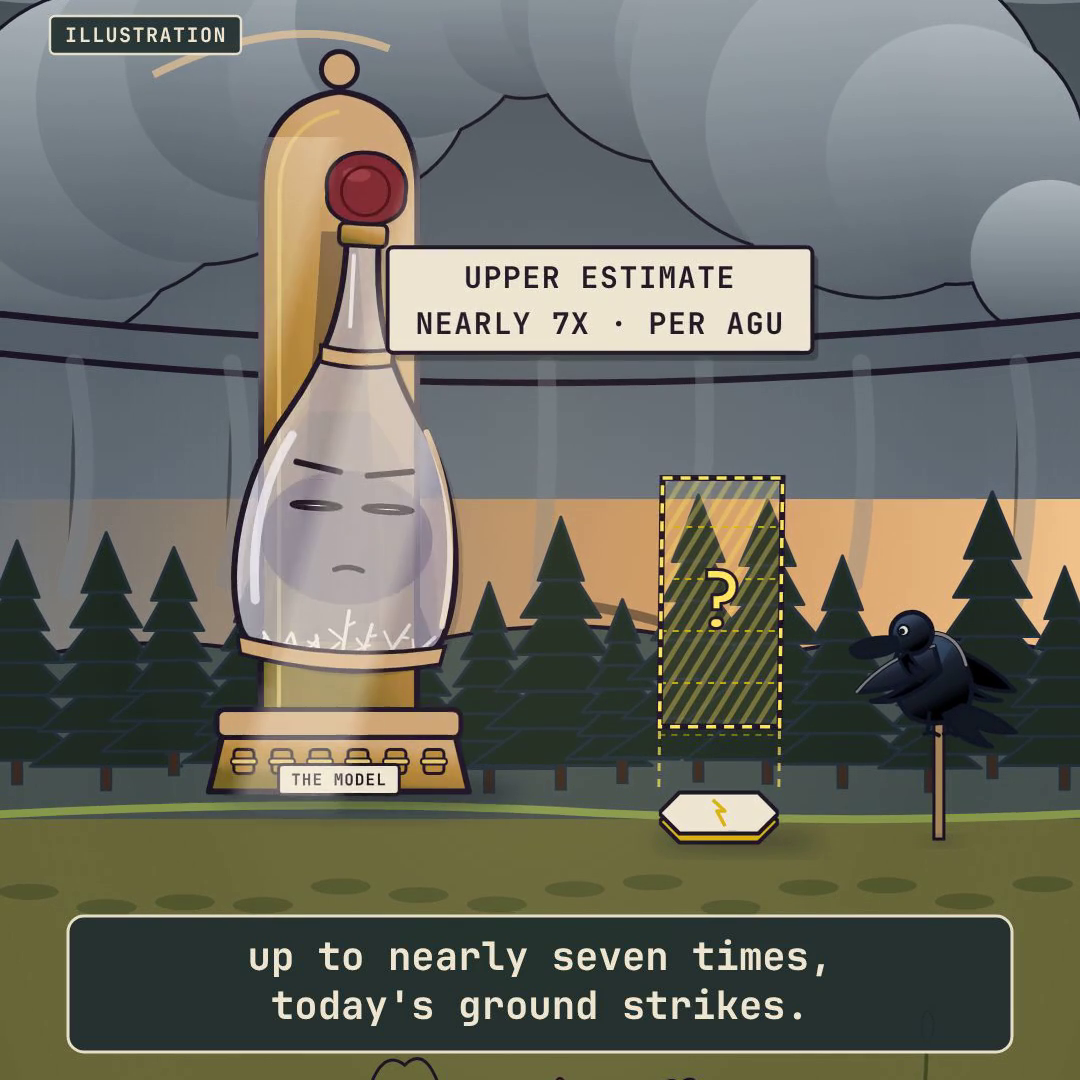 ILLUSTRATION
UPPER ESTIMATE
NEARLY 7X · PER AGU
?
THE MODEL
up to nearly seven times,
today's ground strikes.